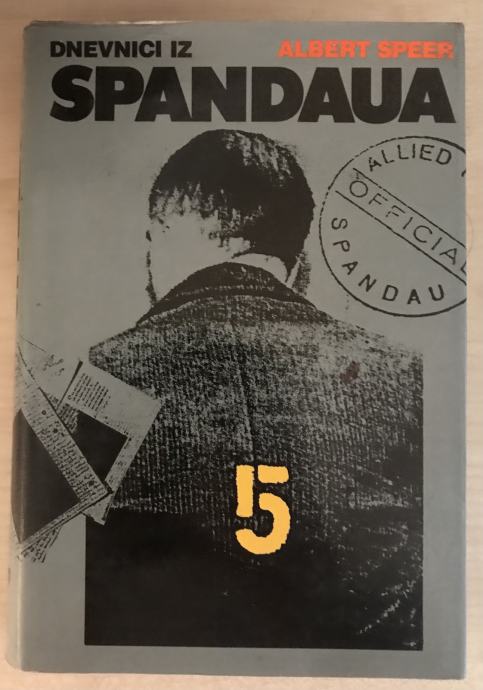 DNEVNICI IZ
ALBERT SPEER
SPANDAUA
ALLIED
OFFICIAL
SPANDAU
5